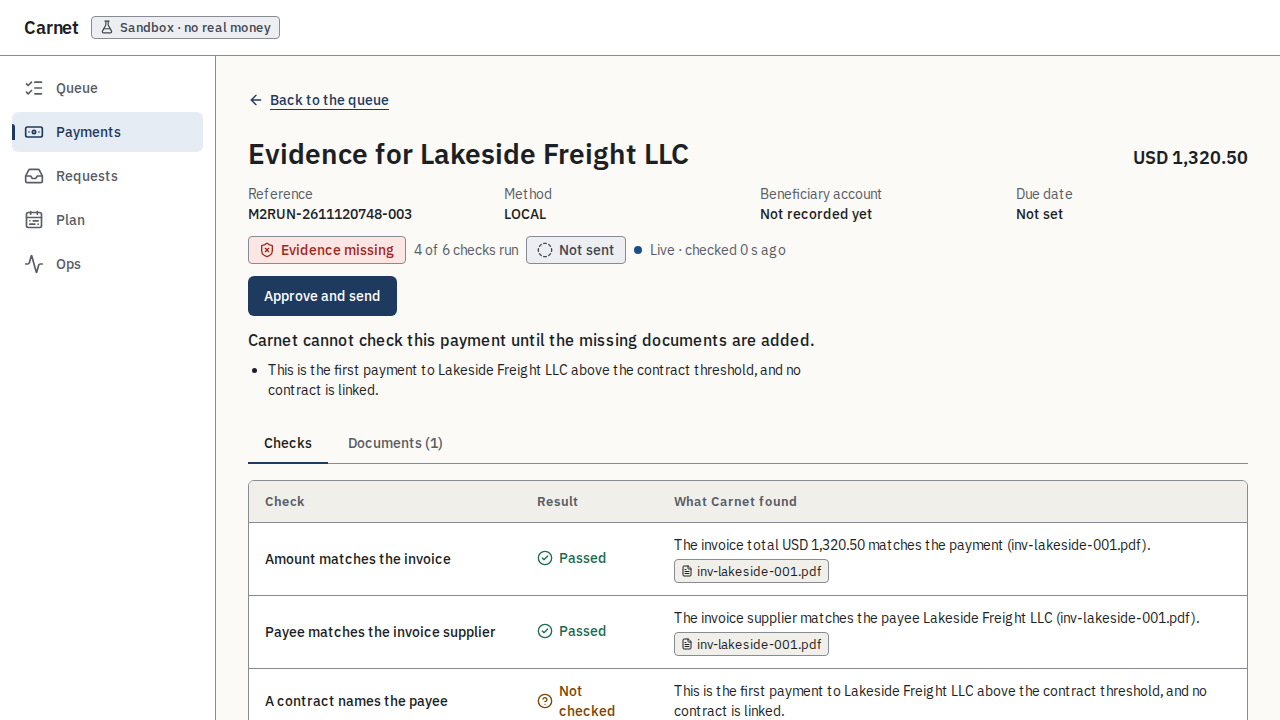 Carnet
Sandbox · no real money
Queue
Payments
Requests
Plan
Ops
Back to the queue
Evidence for Lakeside Freight LLC
USD 1,320.50
Reference
Method
Beneficiary account
Due date
M2RUN-2611120748-003
LOCAL
Not recorded yet
Not set
Evidence missing
4 of 6 checks run
Not sent
Live · checked 0 s ago
Approve and send
Carnet cannot check this payment until the missing documents are added.
This is the first payment to Lakeside Freight LLC above the contract threshold, and no
contract is linked.
Checks
Documents (1)
Check
Result
What Carnet found
Amount matches the invoice
Passed
The invoice total USD 1,320.50 matches the payment (inv-lakeside-001.pdf).
inv-lakeside-001.pdf
Payee matches the invoice supplier
Passed
The invoice supplier matches the payee Lakeside Freight LLC (inv-lakeside-001.pdf).
inv-lakeside-001.pdf
A contract names the payee
Not
checked
This is the first payment to Lakeside Freight LLC above the contract threshold, and no
contract is linked.